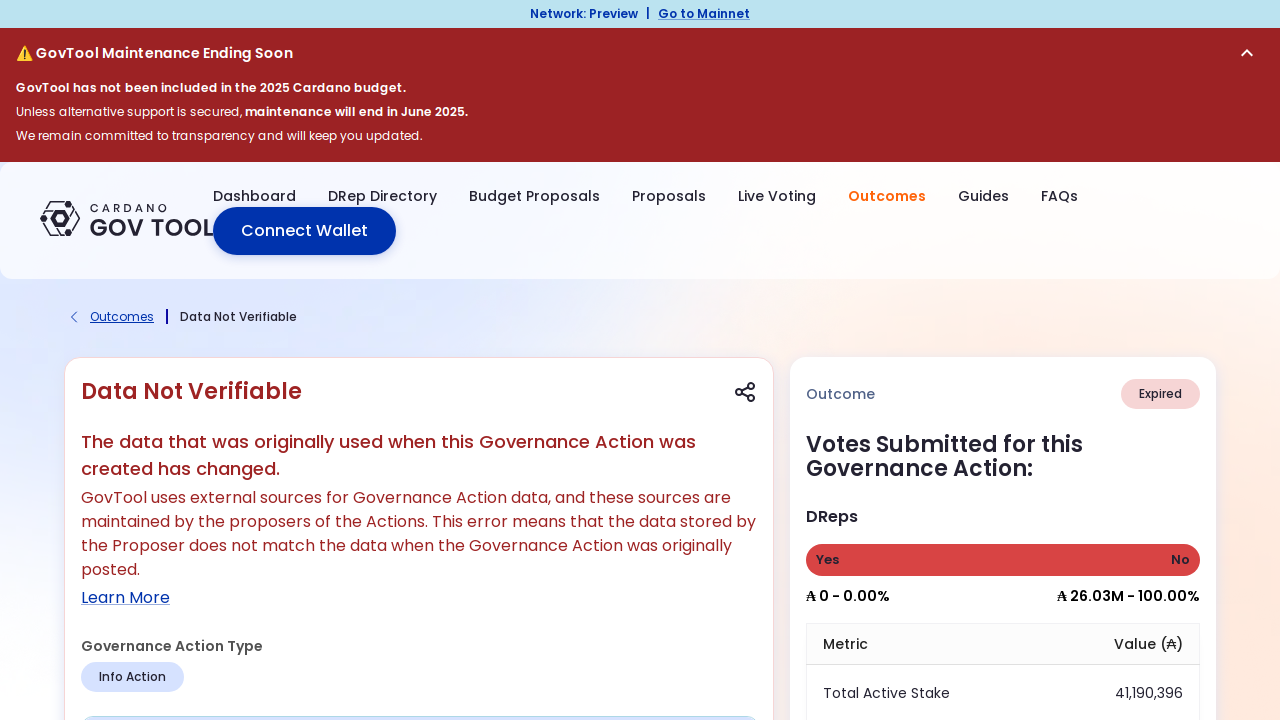 Network: Preview | Go to Mainnet
⚠️ GovTool Maintenance Ending Soon
GovTool has not been included in the 2025 Cardano budget.
Unless alternative support is secured, maintenance will end in June 2025.
We remain committed to transparency and will keep you updated.
CARDANO
GOV TOOL
Dashboard DRep Directory Budget Proposals Proposals Live Voting Outcomes Guides FAQs
Connect Wallet
Outcomes | Data Not Verifiable
Data Not Verifiable
The data that was originally used when this Governance Action was
created has changed.
GovTool uses external sources for Governance Action data, and these sources are
maintained by the proposers of the Actions. This error means that the data stored by
the Proposer does not match the data when the Governance Action was originally
posted.
Learn More
Governance Action Type
Info Action
Outcome Expired
Votes Submitted for this
Governance Action:
DReps
Yes No
₳ 0 - 0.00% ₳ 26.03M - 100.00%
Metric Value (₳)
Total Active Stake 41,190,396